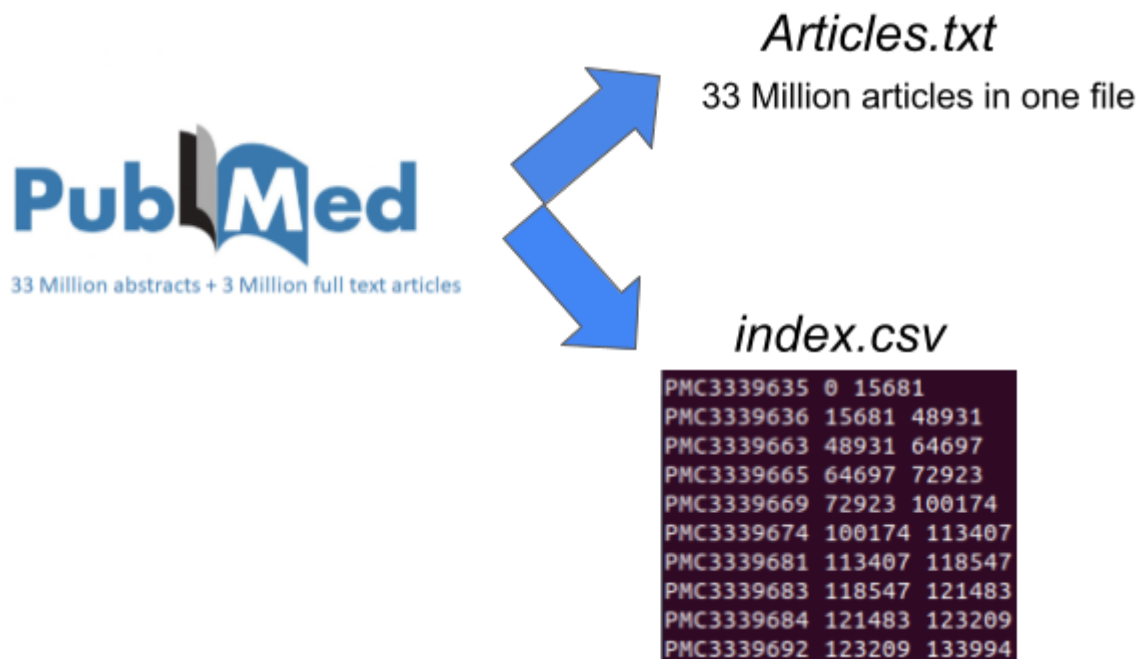 Articles.txt
33 Million articles in one file
PubMed
33 Million abstracts + 3 Million full text articles
index.csv
PMC3339635 0 15681
PMC3339636 15681 48931
PMC3339663 48931 64697
PMC3339665 64697 72923
PMC3339669 72923 100174
PMC3339674 100174 113407
PMC3339681 113407 118547
PMC3339683 118547 121483
PMC3339684 121483 123209
PMC3339692 123209 133994